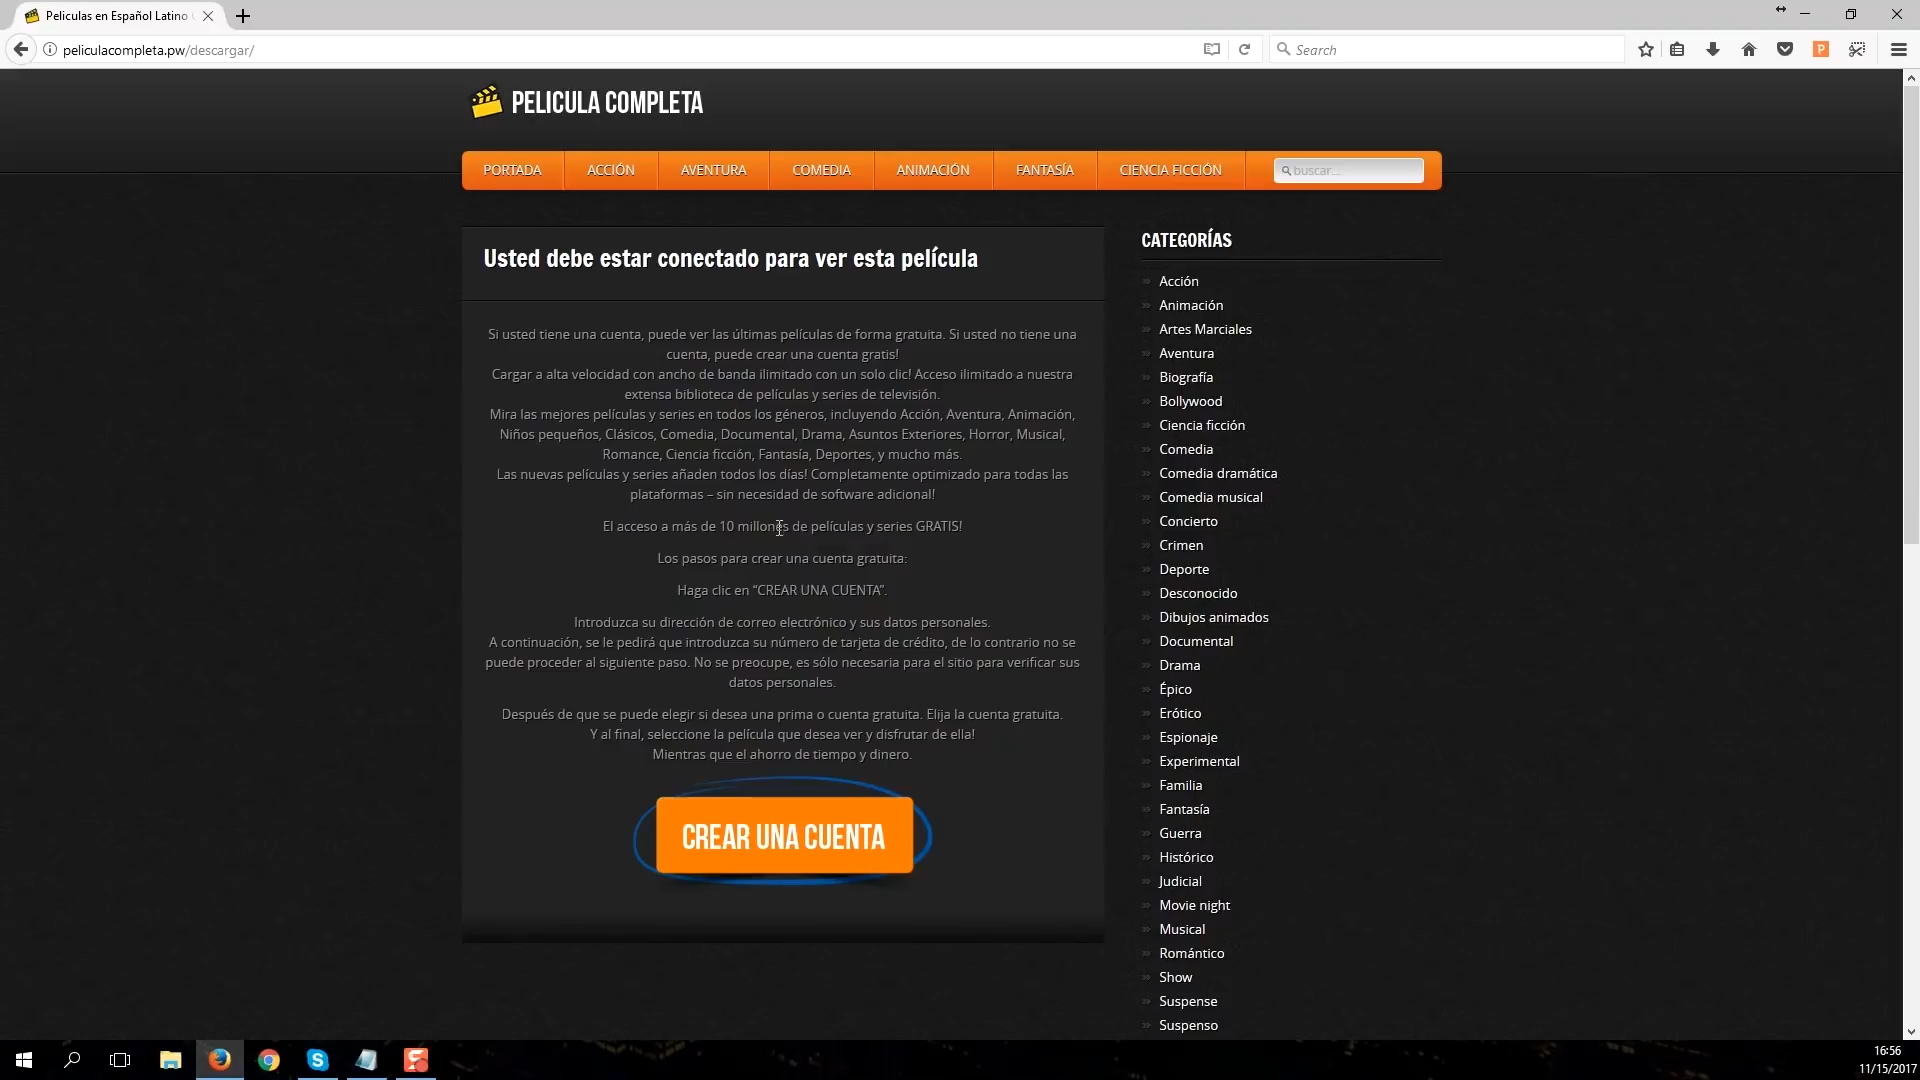 Peliculas en Español Latino
peliculacompleta.pw/descargar/
Search
PELICULA COMPLETA
PORTADA
ACCIÓN
AVENTURA
COMEDIA
ANIMACIÓN
FANTASÍA
CIENCIA FICCIÓN
buscar...
Usted debe estar conectado para ver esta película
Si usted tiene una cuenta, puede ver las últimas películas de forma gratuita. Si usted no tiene una
cuenta, puede crear una cuenta gratis!
Cargar a alta velocidad con ancho de banda ilimitado con un solo clic! Acceso ilimitado a nuestra
extensa biblioteca de películas y series de televisión.
Mira las mejores películas y series en todos los géneros, incluyendo Acción, Aventura, Animación,
Niños pequeños, Clásicos, Comedia, Documental, Drama, Asuntos Exteriores, Horror, Musical,
Romance, Ciencia ficción, Fantasía, Deportes, y mucho más.
Las nuevas películas y series añaden todos los días! Completamente optimizado para todas las
plataformas – sin necesidad de software adicional!
El acceso a más de 10 millones de películas y series GRATIS!
Los pasos para crear una cuenta gratuita:
Haga clic en “CREAR UNA CUENTA”.
Introduzca su dirección de correo electrónico y sus datos personales.
A continuación, se le pedirá que introduzca su número de tarjeta de crédito, de lo contrario no se
puede proceder al siguiente paso. No se preocupe, es sólo necesaria para el sitio para verificar sus
datos personales.
Después de que se puede elegir si desea una prima o cuenta gratuita. Elija la cuenta gratuita.
Y al final, seleccione la película que desea ver y disfrutar de ella!
Mientras que el ahorro de tiempo y dinero.
CREAR UNA CUENTA
CATEGORÍAS
Acción
Animación
Artes Marciales
Aventura
Biografía
Bollywood
Ciencia ficción
Comedia
Comedia dramática
Comedia musical
Concierto
Crimen
Deporte
Desconocido
Dibujos animados
Documental
Drama
Épico
Erótico
Espionaje
Experimental
Familia
Fantasía
Guerra
Histórico
Judicial
Movie night
Musical
Romántico
Show
Suspense
Suspenso
16:56
11/15/2017